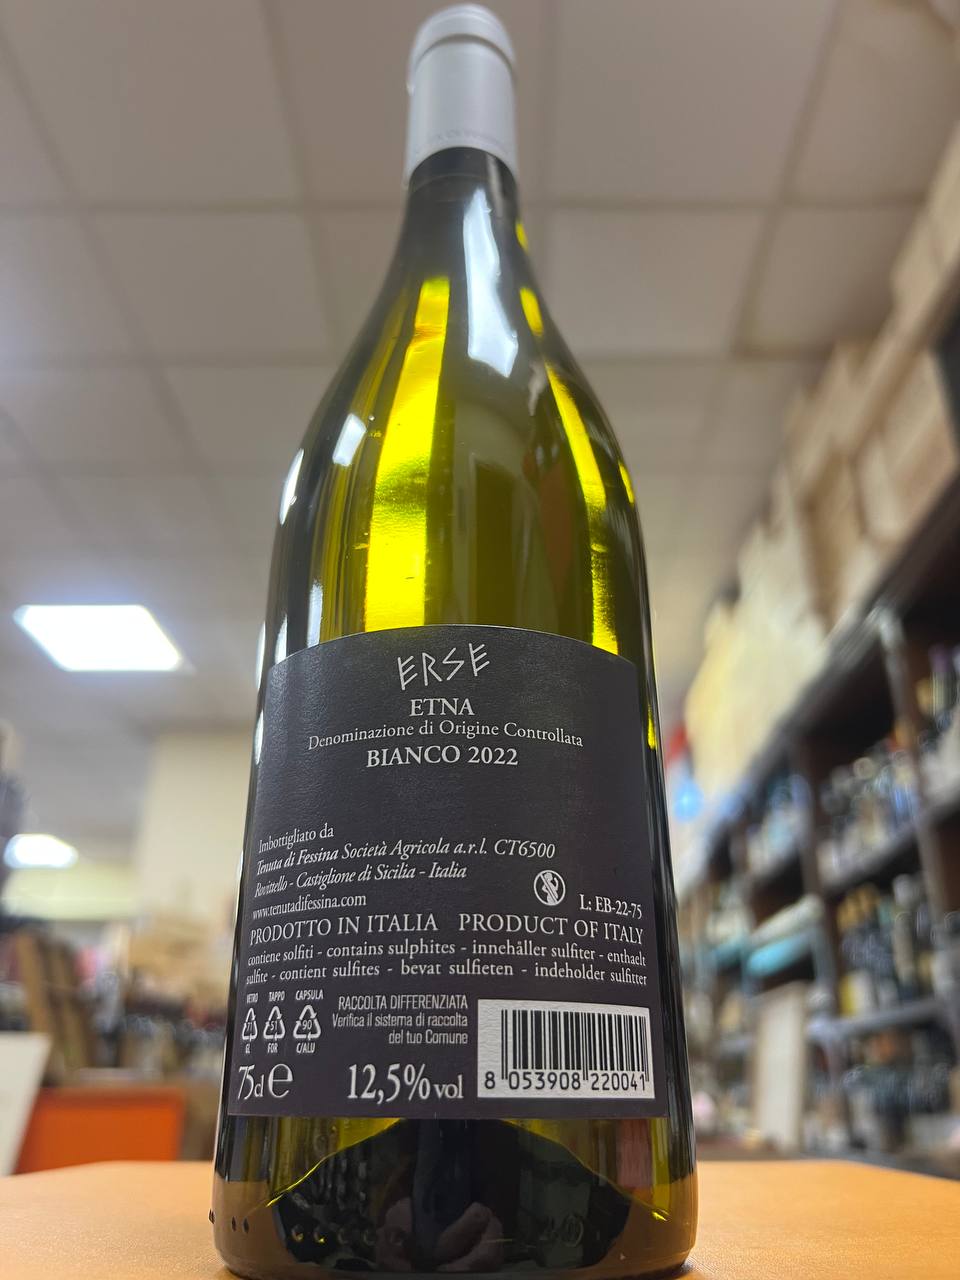 ERSE
ETNA
Denominazione di Origine Controllata
BIANCO 2022
Imbottigliato da
Tenuta di Fessina Società Agricola a.r.l. CT6500
Rovittello - Castiglione di Sicilia - Italia
www.tenutadifessina.com
L: EB-22-75
PRODOTTO IN ITALIA PRODUCT OF ITALY
contiene solfiti - contains sulphites - innehåller sulfiter - enthaelt
sulfite - contient sulfites - bevat sulfieten - indeholder sulfitter
VETRO TAPPO CAPSULA
71 51 90
GL FOR C/ALU
RACCOLTA DIFFERENZIATA
Verifica il sistema di raccolta
del tuo Comune
75cl e 12,5% vol
8 053908 220041